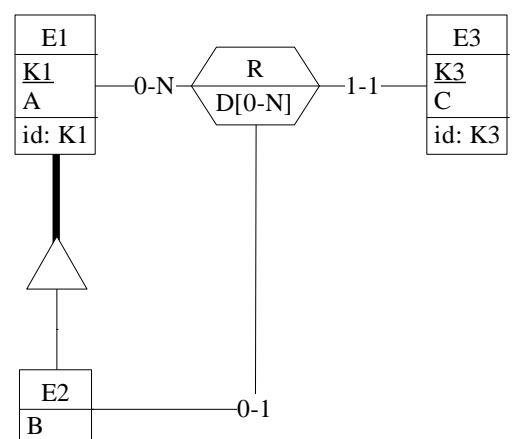 E1
K1
A
id: K1
0-N
R
D[0-N]
1-1
E3
K3
C
id: K3
E2
B
0-1